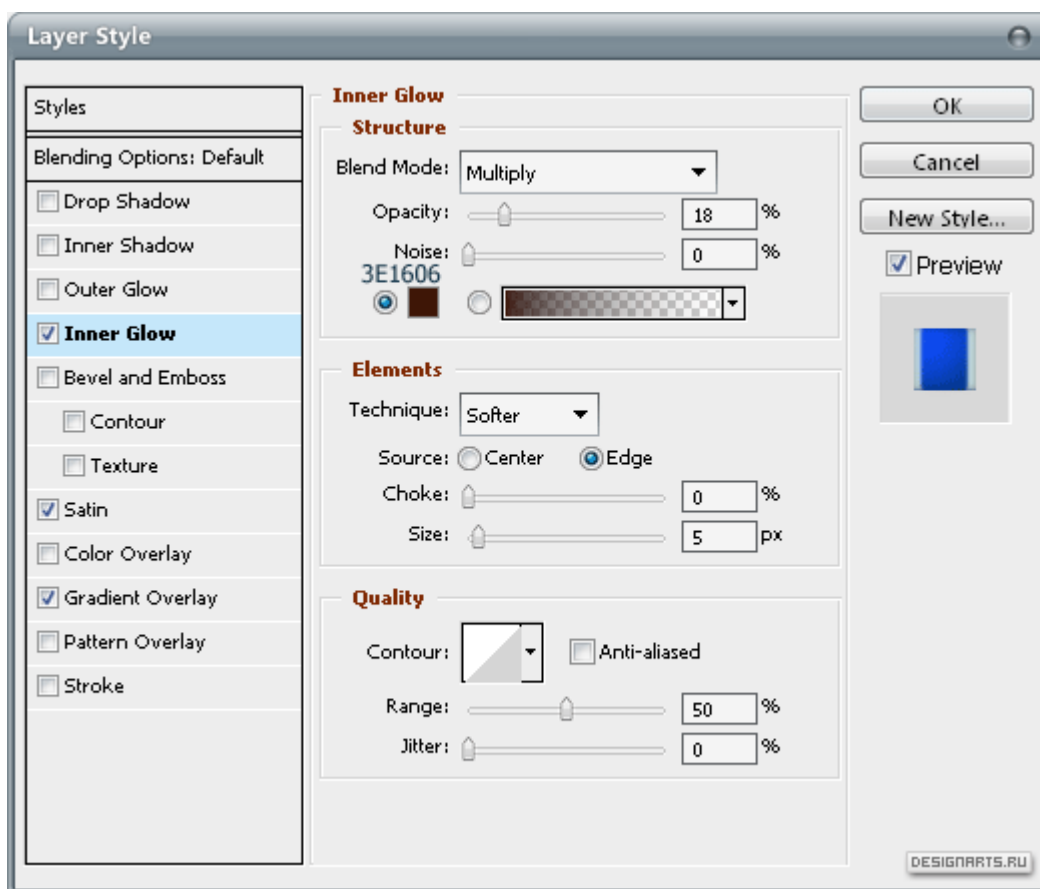 Layer Style
Styles
Blending Options: Default
Drop Shadow
Inner Shadow
Outer Glow
Inner Glow
Bevel and Emboss
Contour
Texture
Satin
Color Overlay
Gradient Overlay
Pattern Overlay
Stroke
Inner Glow
Structure
Blend Mode: Multiply
Opacity: 18 %
Noise: 0 %
3E1606
Elements
Technique: Softer
Source: Center Edge
Choke: 0 %
Size: 5 px
Quality
Contour: Anti-aliased
Range: 50 %
Jitter: 0 %
OK
Cancel
New Style...
Preview
DESIGNARTS.RU